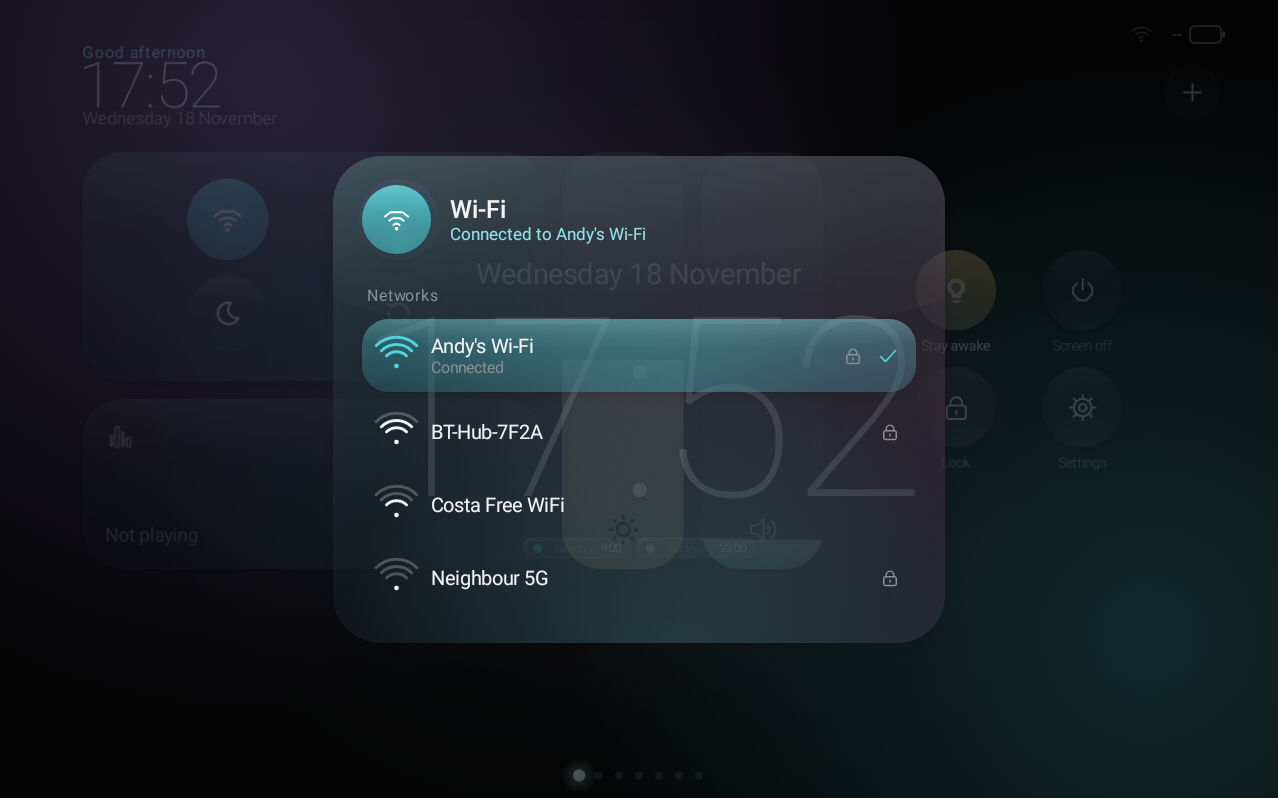 Good afternoon
17:52
Wednesday 18 November
--
Wi-Fi
Connected to Andy's Wi-Fi
Wednesday 18 November
17 52
Networks
Andy's Wi-Fi
Connected
BT-Hub-7F2A
Costa Free WiFi
Neighbour 5G
Stay awake
Screen off
Lock
Settings
Not playing
9:00
22:00